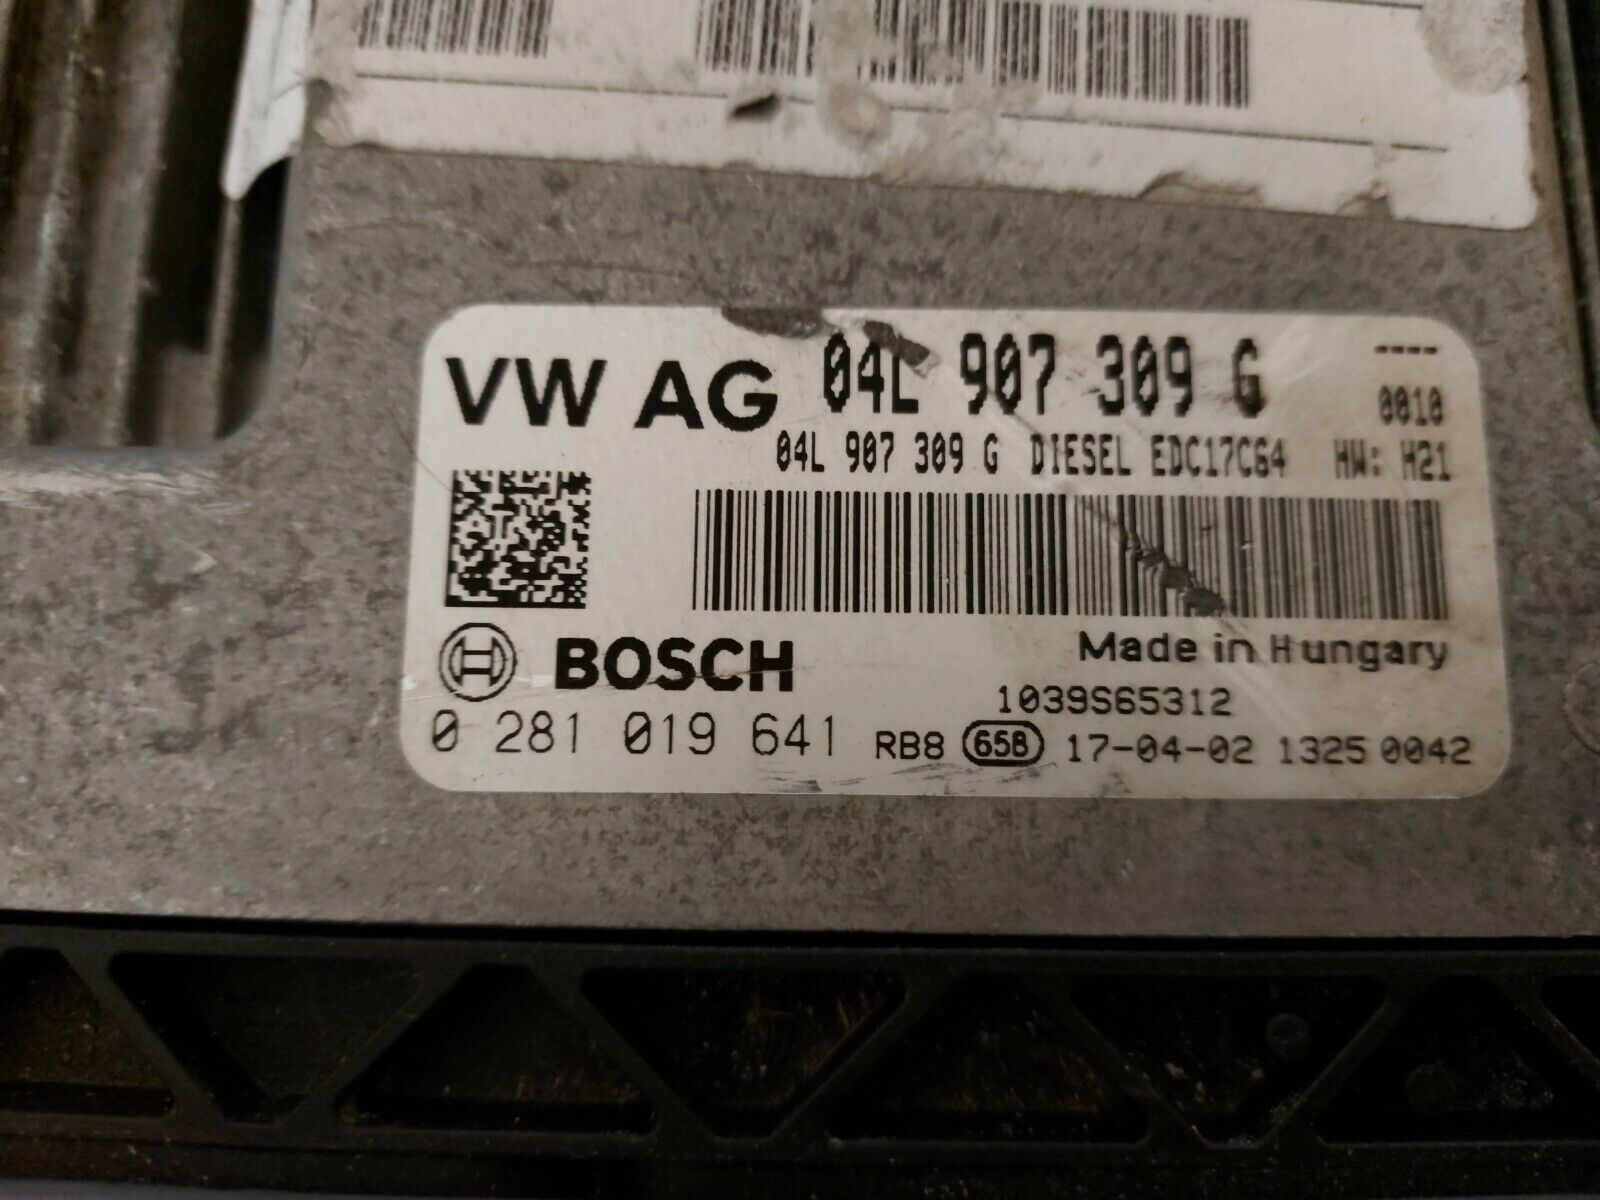 VW AG 04L 907 309 G ----
0010
04L 907 309 G DIESEL EDC17C64 HW: H21
BOSCH Made in Hungary
1039S65312
0 281 019 641 RB8 65B 17-04-02 1325 0042